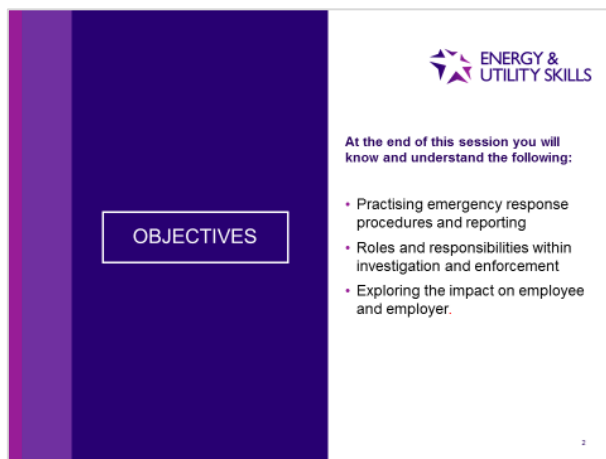 ENERGY &
UTILITY SKILLS
At the end of this session you will
know and understand the following:
• Practising emergency response
procedures and reporting
• Roles and responsibilities within
investigation and enforcement
• Exploring the impact on employee
and employer.
OBJECTIVES
2